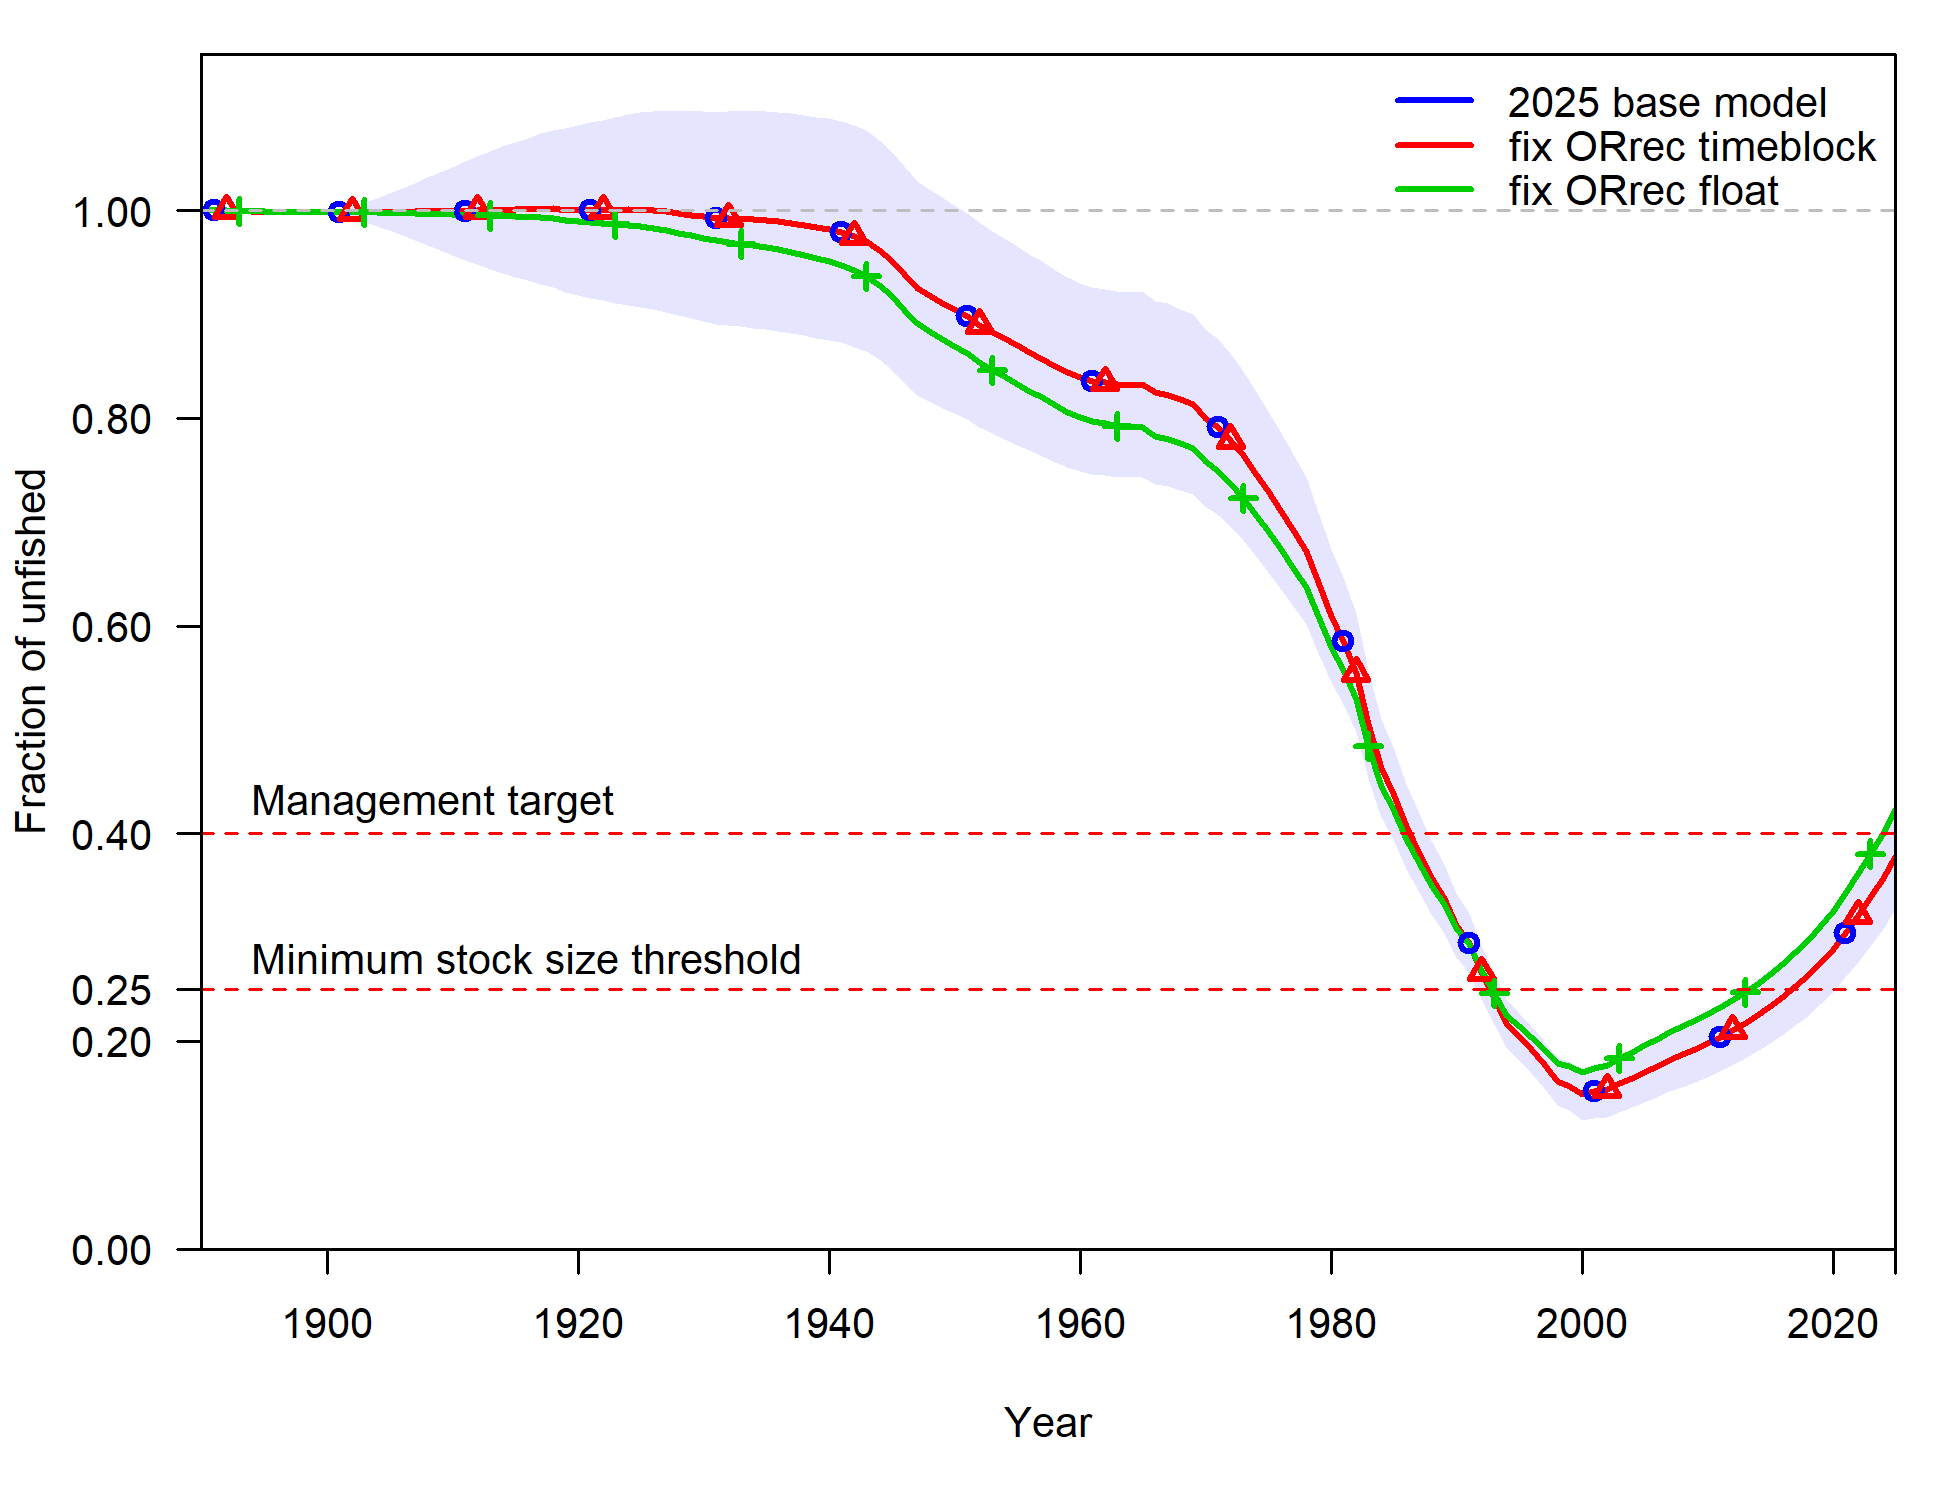 2025 base model
fix ORrec timeblock
fix ORrec float
Fraction of unfished
1.00
0.80
0.60
0.40
0.25
0.20
0.00
Management target
Minimum stock size threshold
1900 1920 1940 1960 1980 2000 2020
Year